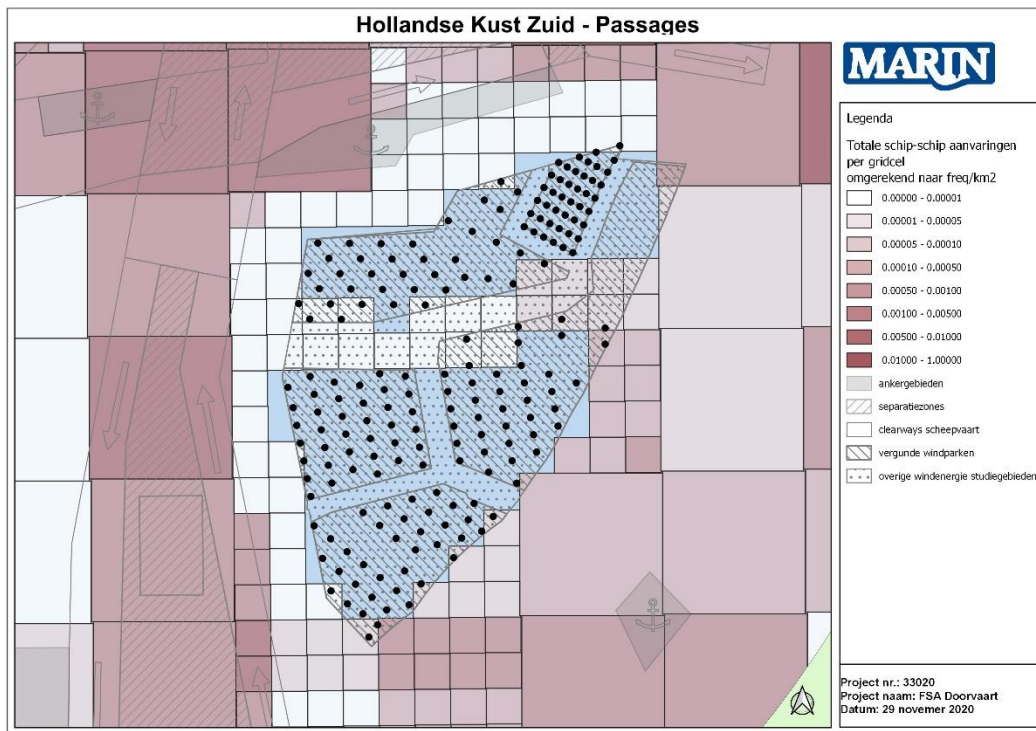 Hollandse Kust Zuid - Passages
MARIN
Legenda
Totale schip-schip aanvaringen
per gridcel
omgerekend naar freq/km2
0.00000 - 0.00001
0.00001 - 0.00005
0.00005 - 0.00010
0.00010 - 0.00050
0.00050 - 0.00100
0.00100 - 0.00500
0.00500 - 0.01000
0.01000 - 1.00000
ankergebieden
separatiezones
clearways scheepvaart
vergunde windparken
overige windenergie studiegebieden
Project nr.: 33020
Project naam: FSA Doorvaart
Datum: 29 novemer 2020